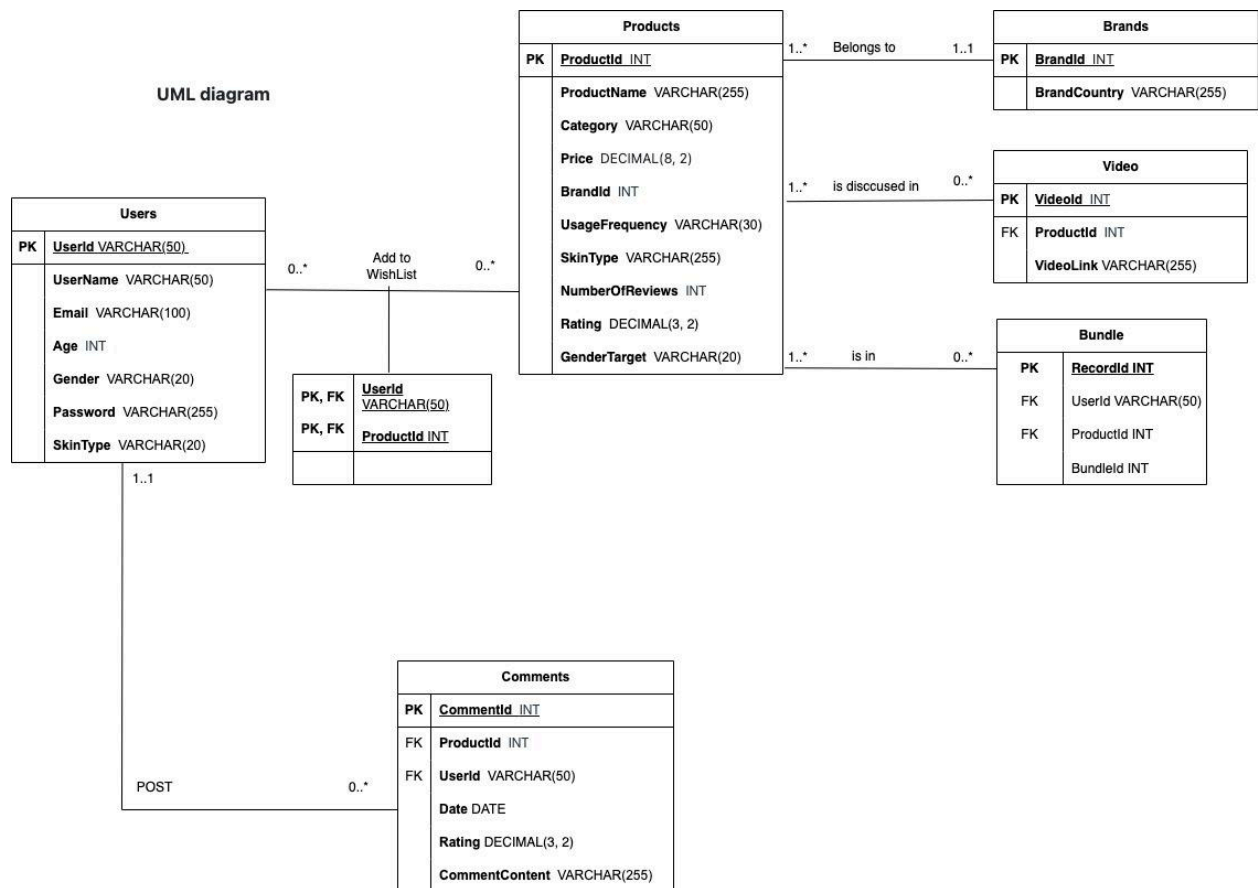 UML diagram
Products
PK ProductId INT
ProductName VARCHAR(255)
Category VARCHAR(50)
Price DECIMAL(8, 2)
BrandId INT
UsageFrequency VARCHAR(30)
SkinType VARCHAR(255)
NumberOfReviews INT
Rating DECIMAL(3, 2)
GenderTarget VARCHAR(20)
1..* Belongs to 1..1
Brands
PK BrandId INT
BrandCountry VARCHAR(255)
1..* is disccused in 0..*
Video
PK VideoId INT
FK ProductId INT
VideoLink VARCHAR(255)
1..* is in 0..*
Bundle
PK RecordId INT
FK UserId VARCHAR(50)
FK ProductId INT
BundleId INT
Users
PK UserId VARCHAR(50)
UserName VARCHAR(50)
Email VARCHAR(100)
Age INT
Gender VARCHAR(20)
Password VARCHAR(255)
SkinType VARCHAR(20)
0..* Add to 0..*
WishList
PK, FK UserId
VARCHAR(50)
PK, FK ProductId INT
1..1
POST 0..*
Comments
PK CommentId INT
FK ProductId INT
FK UserId VARCHAR(50)
Date DATE
Rating DECIMAL(3, 2)
CommentContent VARCHAR(255)